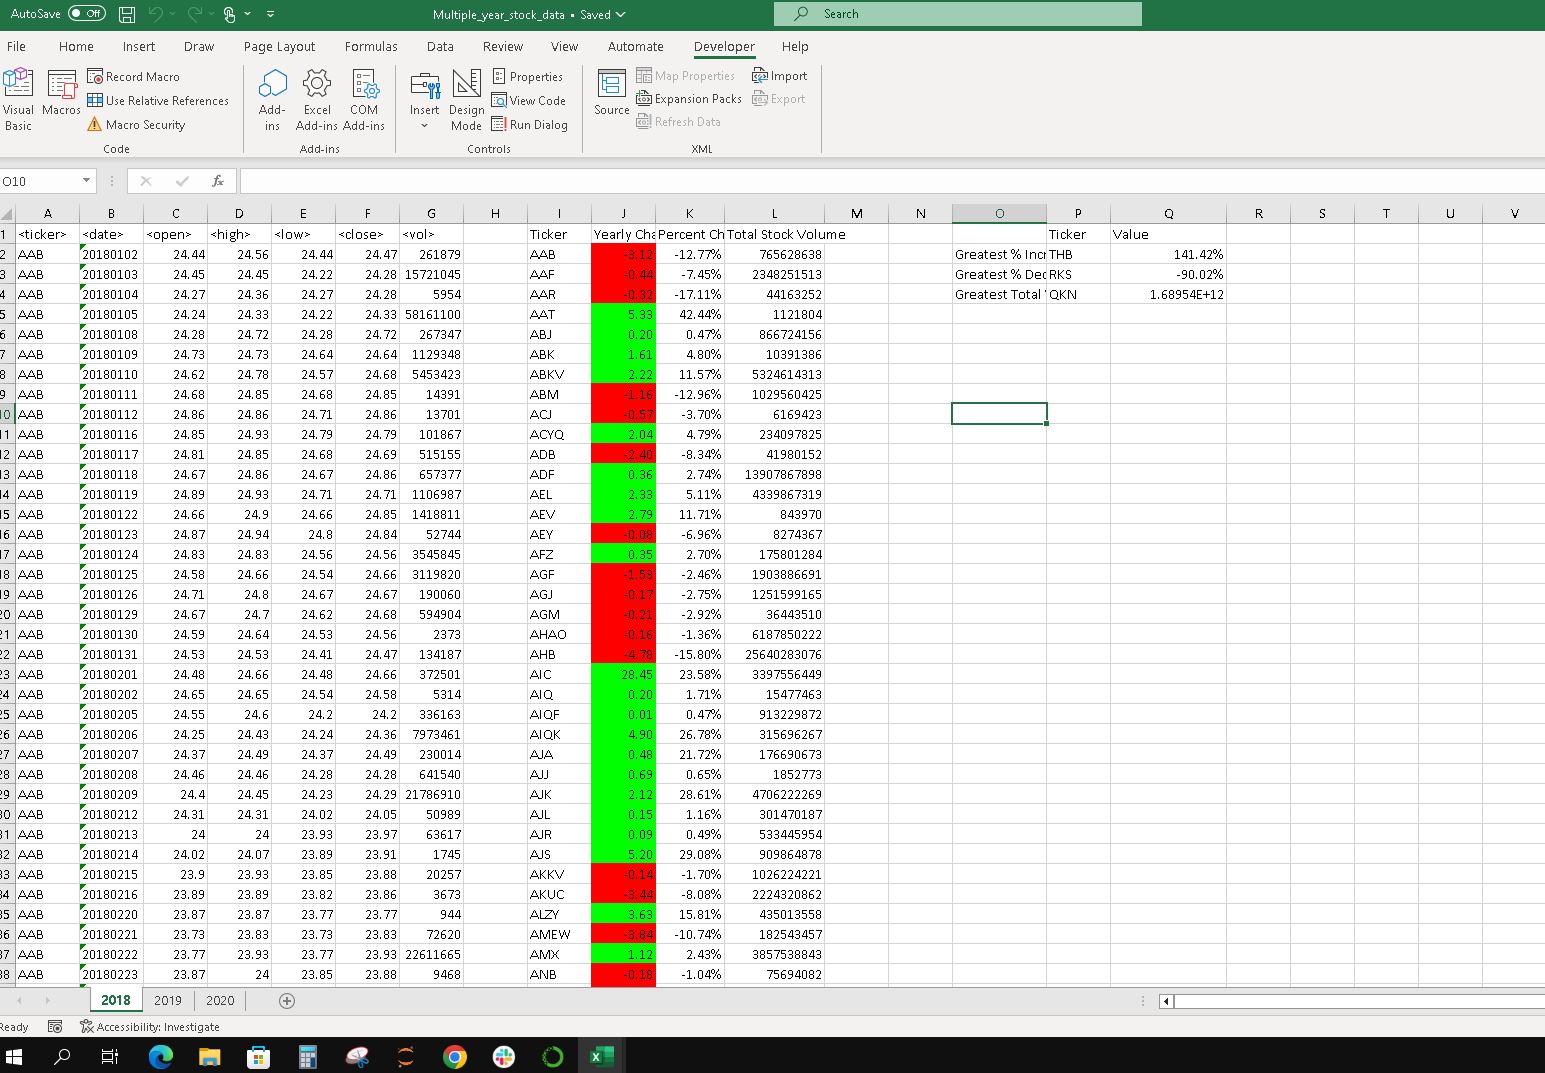 AutoSave Off Multiple_year_stock_data • Saved Search
File Home Insert Draw Page Layout Formulas Data Review View Automate Developer Help
Record Macro Properties Map Properties Import
Use Relative References View Code Expansion Packs Export
Visual Basic Macros Macro Security Add-ins Excel Add-ins COM Add-ins Insert Design Mode Run Dialog Source Refresh Data
Code Add-ins Controls XML
O10 fx
A B C D E F G H I J K L M N O P Q R S T U V
1 <ticker> <date> <open> <high> <low> <close> <vol> Ticker Yearly Cha Percent Ch Total Stock Volume Ticker Value
2 AAB 20180102 24.44 24.56 24.44 24.47 261879 AAB -3.12 -12.77% 765628638 Greatest % Incr THB 141.42%
3 AAB 20180103 24.45 24.45 24.22 24.28 15721045 AAF -0.44 -7.45% 2348251513 Greatest % Dec RKS -90.02%
4 AAB 20180104 24.27 24.36 24.27 24.28 5954 AAR -0.32 -17.11% 44163252 Greatest Total QKN 1.68954E+12
5 AAB 20180105 24.24 24.33 24.22 24.33 58161100 AAT 5.33 42.44% 1121804
6 AAB 20180108 24.28 24.72 24.28 24.72 267347 ABJ 0.20 0.47% 866724156
7 AAB 20180109 24.73 24.73 24.64 24.64 1129348 ABK 1.61 4.80% 10391386
8 AAB 20180110 24.62 24.78 24.57 24.68 5453423 ABKV 2.22 11.57% 5324614313
9 AAB 20180111 24.68 24.85 24.68 24.85 14391 ABM -1.16 -12.96% 1029560425
10 AAB 20180112 24.86 24.86 24.71 24.86 13701 ACJ -0.57 -3.70% 6169423
11 AAB 20180116 24.85 24.93 24.79 24.79 101867 ACYQ 2.04 4.79% 234097825
12 AAB 20180117 24.81 24.85 24.68 24.69 515155 ADB -2.40 -8.34% 41980152
13 AAB 20180118 24.67 24.86 24.67 24.86 657377 ADF 0.36 2.74% 13907867898
14 AAB 20180119 24.89 24.93 24.71 24.71 1106987 AEL 2.33 5.11% 4339867319
15 AAB 20180122 24.66 24.9 24.66 24.85 1418811 AEV 2.79 11.71% 843970
16 AAB 20180123 24.87 24.94 24.8 24.84 52744 AEY -0.08 -6.96% 8274367
17 AAB 20180124 24.83 24.83 24.56 24.56 3545845 AFZ 0.35 2.70% 175801284
18 AAB 20180125 24.58 24.66 24.54 24.66 3119820 AGF -1.53 -2.46% 1903886691
19 AAB 20180126 24.71 24.8 24.67 24.67 190060 AGJ -0.17 -2.75% 1251599165
20 AAB 20180129 24.67 24.7 24.62 24.68 594904 AGM -0.21 -2.92% 36443510
21 AAB 20180130 24.59 24.64 24.53 24.56 2373 AHAO -0.16 -1.36% 6187850222
22 AAB 20180131 24.53 24.53 24.41 24.47 134187 AHB -4.78 -15.80% 25640283076
23 AAB 20180201 24.48 24.66 24.48 24.66 372501 AIC 28.45 23.58% 3397556449
24 AAB 20180202 24.65 24.65 24.54 24.58 5314 AIQ 0.20 1.71% 15477463
25 AAB 20180205 24.55 24.6 24.2 24.2 336163 AIQF 0.01 0.47% 913229872
26 AAB 20180206 24.25 24.43 24.24 24.36 7973461 AIQK 4.90 26.78% 315696267
27 AAB 20180207 24.37 24.49 24.37 24.49 230014 AJA 0.48 21.72% 176690673
28 AAB 20180208 24.46 24.46 24.28 24.28 641540 AJJ 0.69 0.65% 1852773
29 AAB 20180209 24.4 24.45 24.23 24.29 21786910 AJK 2.12 28.61% 4706222269
30 AAB 20180212 24.31 24.31 24.02 24.05 50989 AJL 0.15 1.16% 301470187
31 AAB 20180213 24 24 23.93 23.97 63617 AJR 0.09 0.49% 533445954
32 AAB 20180214 24.02 24.07 23.89 23.91 1745 AJS 5.20 29.08% 909864878
33 AAB 20180215 23.9 23.93 23.85 23.88 20257 AKKV -0.14 -1.70% 1026224221
34 AAB 20180216 23.89 23.89 23.82 23.86 3673 AKUC -3.44 -8.08% 2224320862
35 AAB 20180220 23.87 23.87 23.77 23.77 944 ALZY 3.63 15.81% 435013558
36 AAB 20180221 23.73 23.83 23.73 23.83 72620 AMEW -3.84 -10.74% 182543457
37 AAB 20180222 23.77 23.93 23.77 23.93 22611665 AMX 1.12 2.43% 3857538843
38 AAB 20180223 23.87 24 23.85 23.88 9468 ANB -0.18 -1.04% 75694082
2018 2019 2020
Ready Accessibility: Investigate